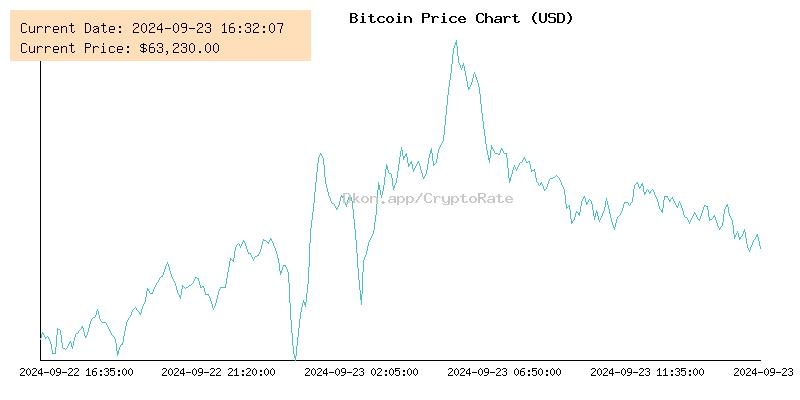 Bitcoin Price Chart (USD)
Current Date: 2024-09-23 16:32:07
Current Price: $63,230.00
Dkon.app/CryptoRate
2024-09-22 16:35:00 2024-09-22 21:20:00 2024-09-23 02:05:00 2024-09-23 06:50:00 2024-09-23 11:35:00 2024-09-23